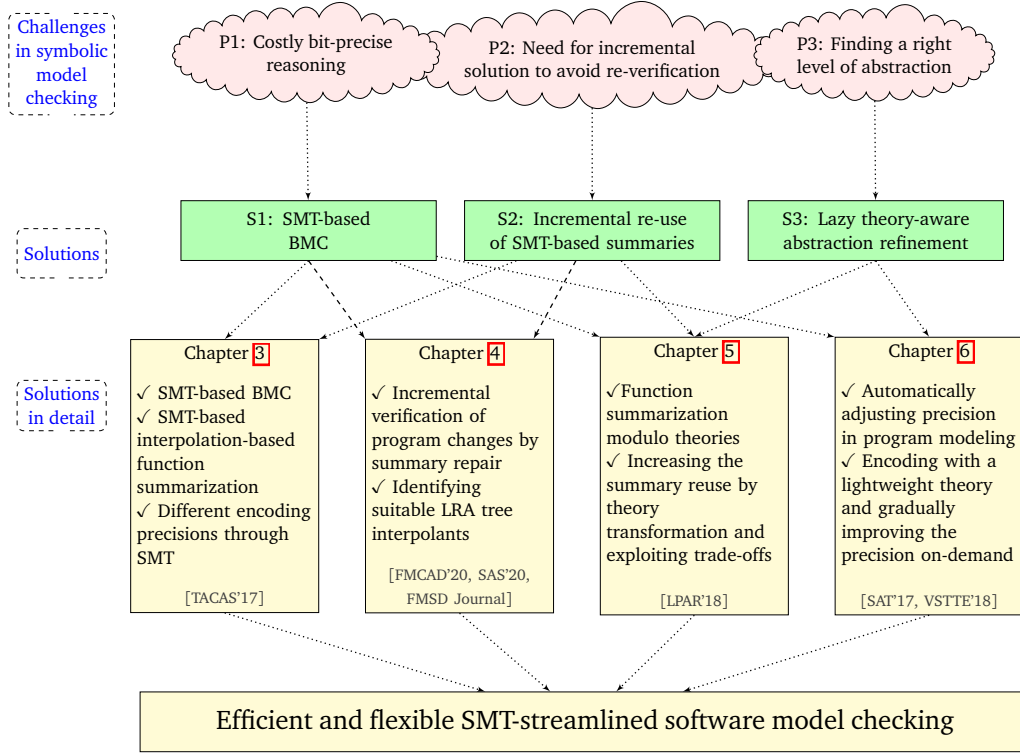 Challenges
in symbolic
model
checking
P1: Costly bit-precise
reasoning
P2: Need for incremental
solution to avoid re-verification
P3: Finding a right
level of abstraction
Solutions
S1: SMT-based
BMC
S2: Incremental re-use
of SMT-based summaries
S3: Lazy theory-aware
abstraction refinement
Solutions
in detail
Chapter 3
✓ SMT-based BMC
✓ SMT-based
interpolation-based
function
summarization
✓ Different encoding
precisions through
SMT
[TACAS'17]
Chapter 4
✓ Incremental
verification of
program changes by
summary repair
✓ Identifying
suitable LRA tree
interpolants
[FMCAD'20, SAS'20,
FMSD Journal]
Chapter 5
✓Function
summarization
modulo theories
✓ Increasing the
summary reuse by
theory
transformation and
exploiting trade-offs
[LPAR'18]
Chapter 6
✓ Automatically
adjusting precision
in program modeling
✓ Encoding with a
lightweight theory
and gradually
improving the
precision on-demand
[SAT'17, VSTTE'18]
Efficient and flexible SMT-streamlined software model checking